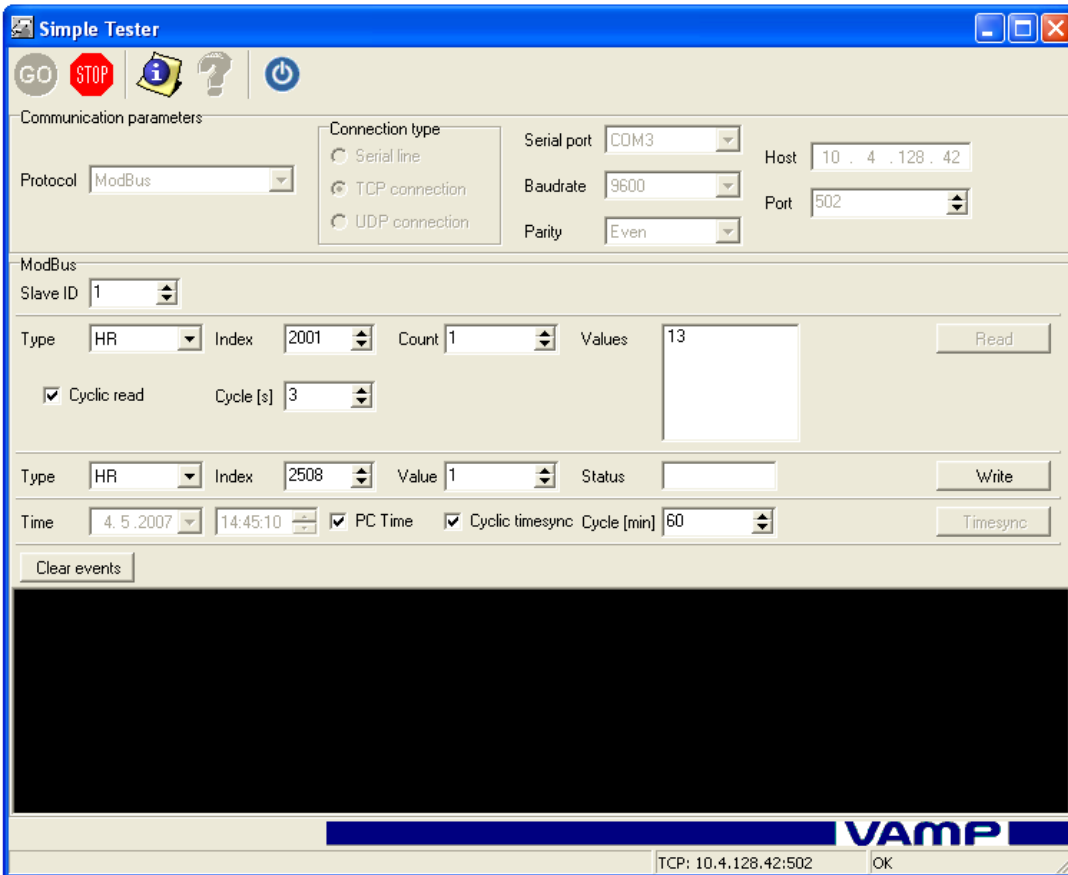 Simple Tester
GO STOP
Communication parameters
Protocol ModBus
Connection type
Serial line
TCP connection
UDP connection
Serial port COM3
Baudrate 9600
Parity Even
Host 10 . 4 . 128 . 42
Port 502
ModBus
Slave ID 1
Type HR Index 2001 Count 1 Values 13 Read
Cyclic read Cycle [s] 3
Type HR Index 2508 Value 1 Status Write
Time 4. 5.2007 14:45:10 PC Time Cyclic timesync Cycle [min] 60 Timesync
Clear events
VAMP
TCP: 10.4.128.42:502 OK